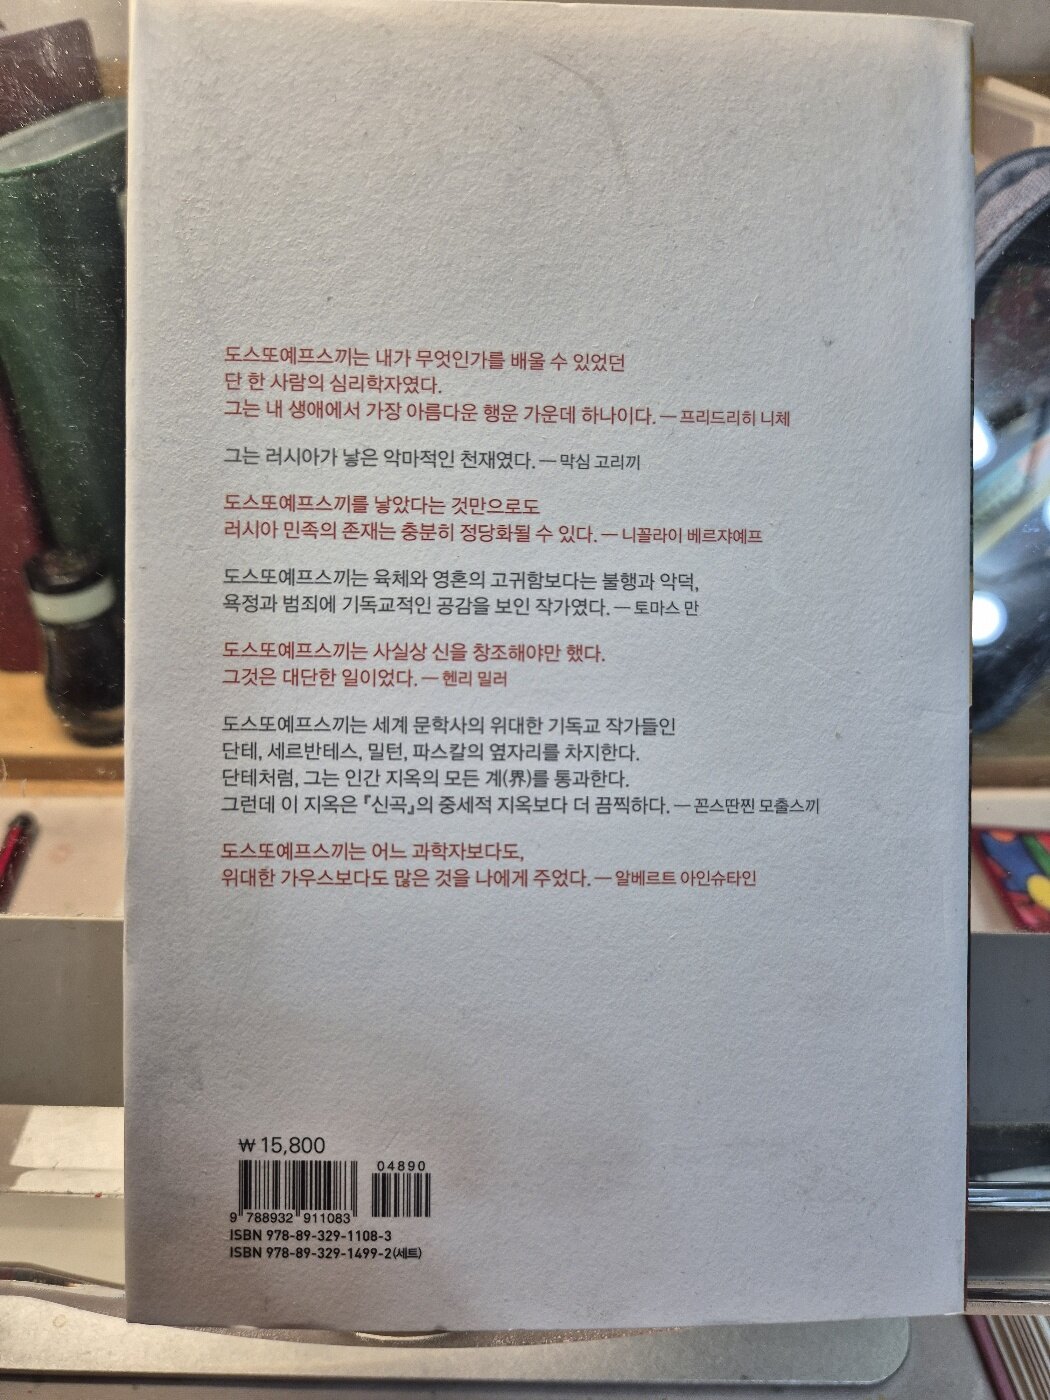 도스또예프스끼는 내가 무엇인가를 배울 수 있었던
단 한 사람의 심리학자였다.
그는 내 생애에서 가장 아름다운 행운 가운데 하나이다. — 프리드리히 니체
그는 러시아가 낳은 악마적인 천재였다. — 막심 고리끼
도스또예프스끼를 낳았다는 것만으로도
러시아 민족의 존재는 충분히 정당화될 수 있다. — 니꼴라이 베르쟈예프
도스또예프스끼는 육체와 영혼의 고귀함보다는 불행과 악덕,
욕정과 범죄에 기독교적인 공감을 보인 작가였다. — 토마스 만
도스또예프스끼는 사실상 신을 창조해야만 했다.
그것은 대단한 일이었다. — 헨리 밀러
도스또예프스끼는 세계 문학사의 위대한 기독교 작가들인
단테, 세르반테스, 밀턴, 파스칼의 옆자리를 차지한다.
단테처럼, 그는 인간 지옥의 모든 계(界)를 통과한다.
그런데 이 지옥은 『신곡』의 중세적 지옥보다 더 끔찍하다. — 꼰스딴찐 모출스끼
도스또예프스끼는 어느 과학자보다도,
위대한 가우스보다도 많은 것을 나에게 주었다. — 알베르트 아인슈타인
₩ 15,800
04890
9 788932 911083
ISBN 978-89-329-1108-3
ISBN 978-89-329-1499-2(세트)